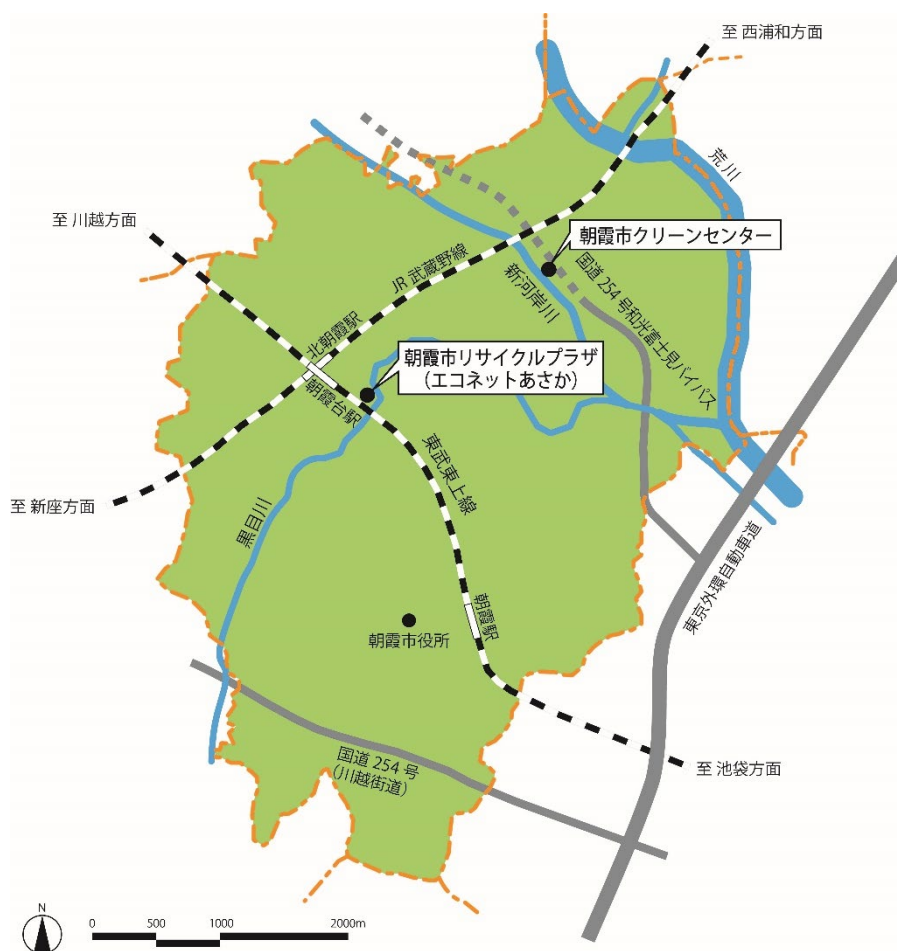 至 西浦和方面
荒川
至 川越方面
朝霞市クリーンセンター
JR 武蔵野線
新河岸川
国道 254 号和光富士見バイパス
北朝霞駅
朝霞台駅
朝霞市リサイクルプラザ
（エコネットあさか）
東武東上線
至 新座方面
黒目川
東京外環自動車道
朝霞駅
朝霞市役所
国道 254 号
(川越街道)
至 池袋方面
N
0 500 1000 2000m